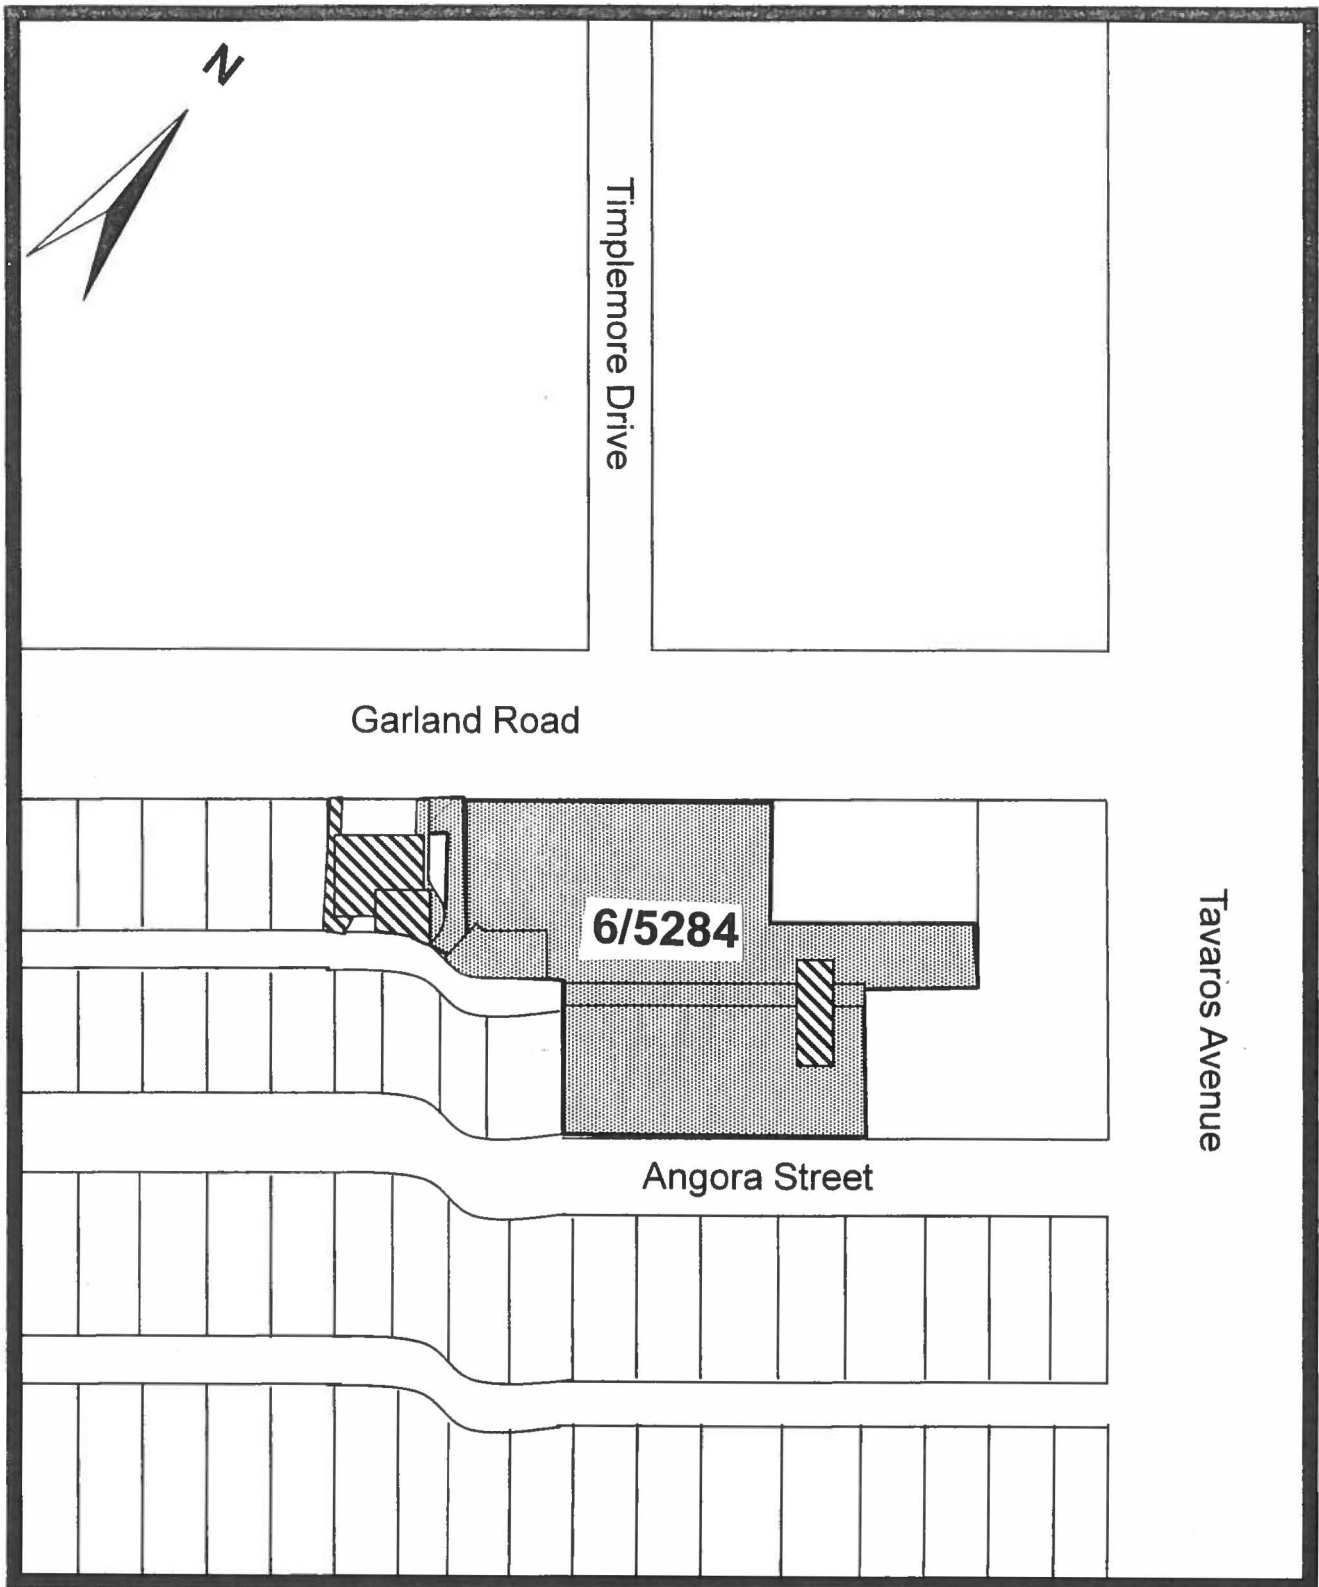 N
Timplemore Drive
Garland Road
6/5284
Tavaros Avenue
Angora Street